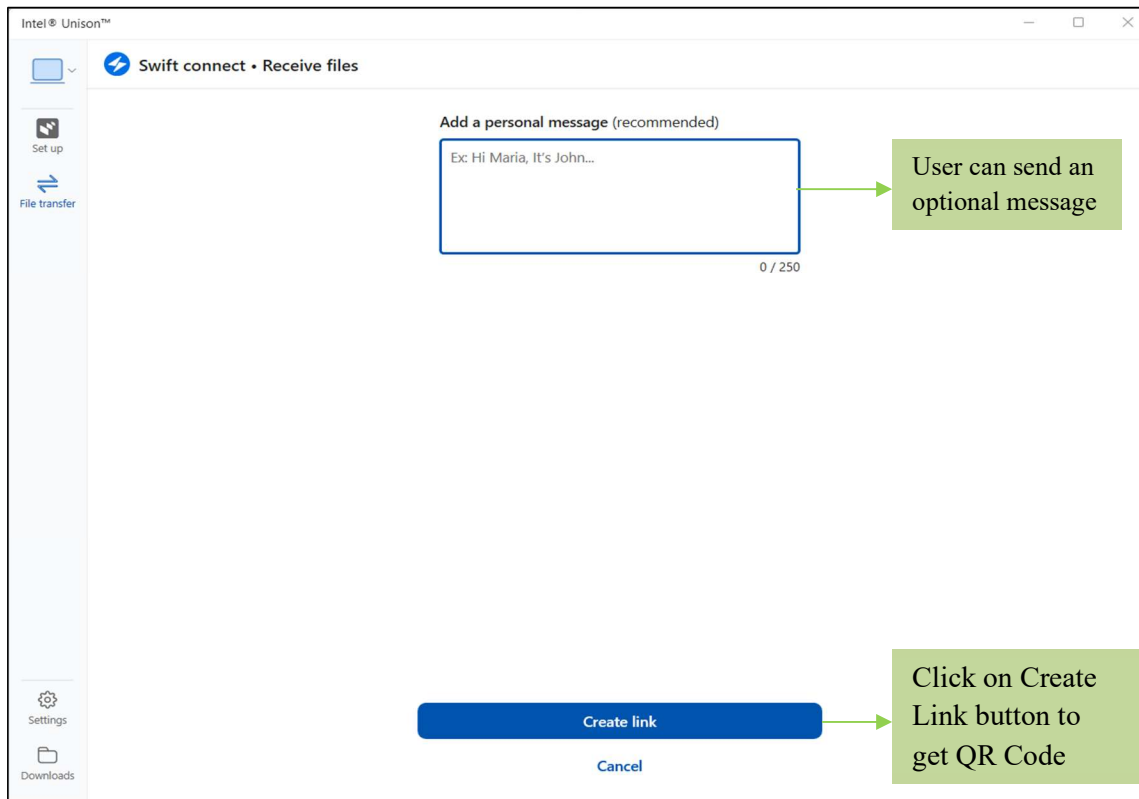 Intel® Unison™
Swift connect • Receive files
Set up
File transfer
Add a personal message (recommended)
Ex: Hi Maria, It's John...
0 / 250
User can send an
optional message
Settings
Downloads
Create link
Cancel
Click on Create
Link button to
get QR Code